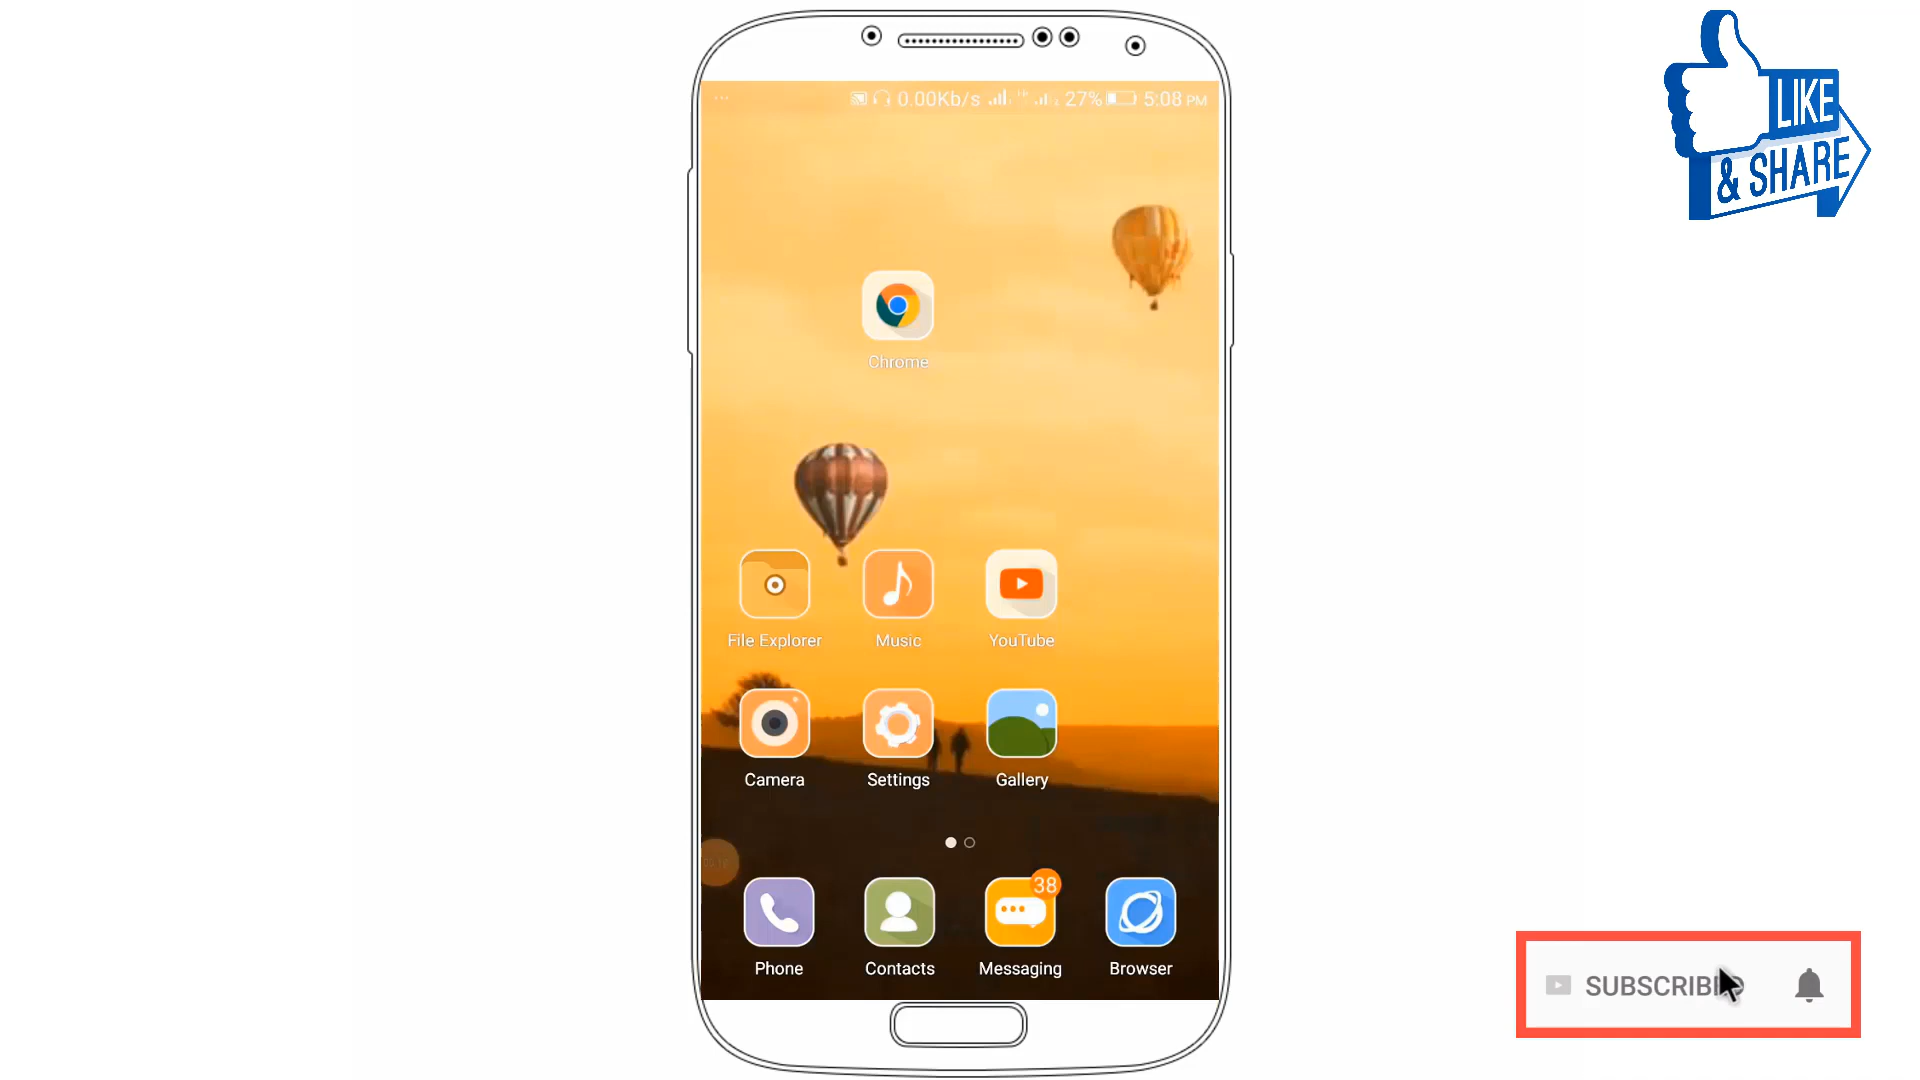 LIKE
& SHARE
0.00Kb/s 27% 5:08 PM
Chrome
File Explorer Music YouTube
Camera Settings Gallery
38
Phone Contacts Messaging Browser
SUBSCRIBED